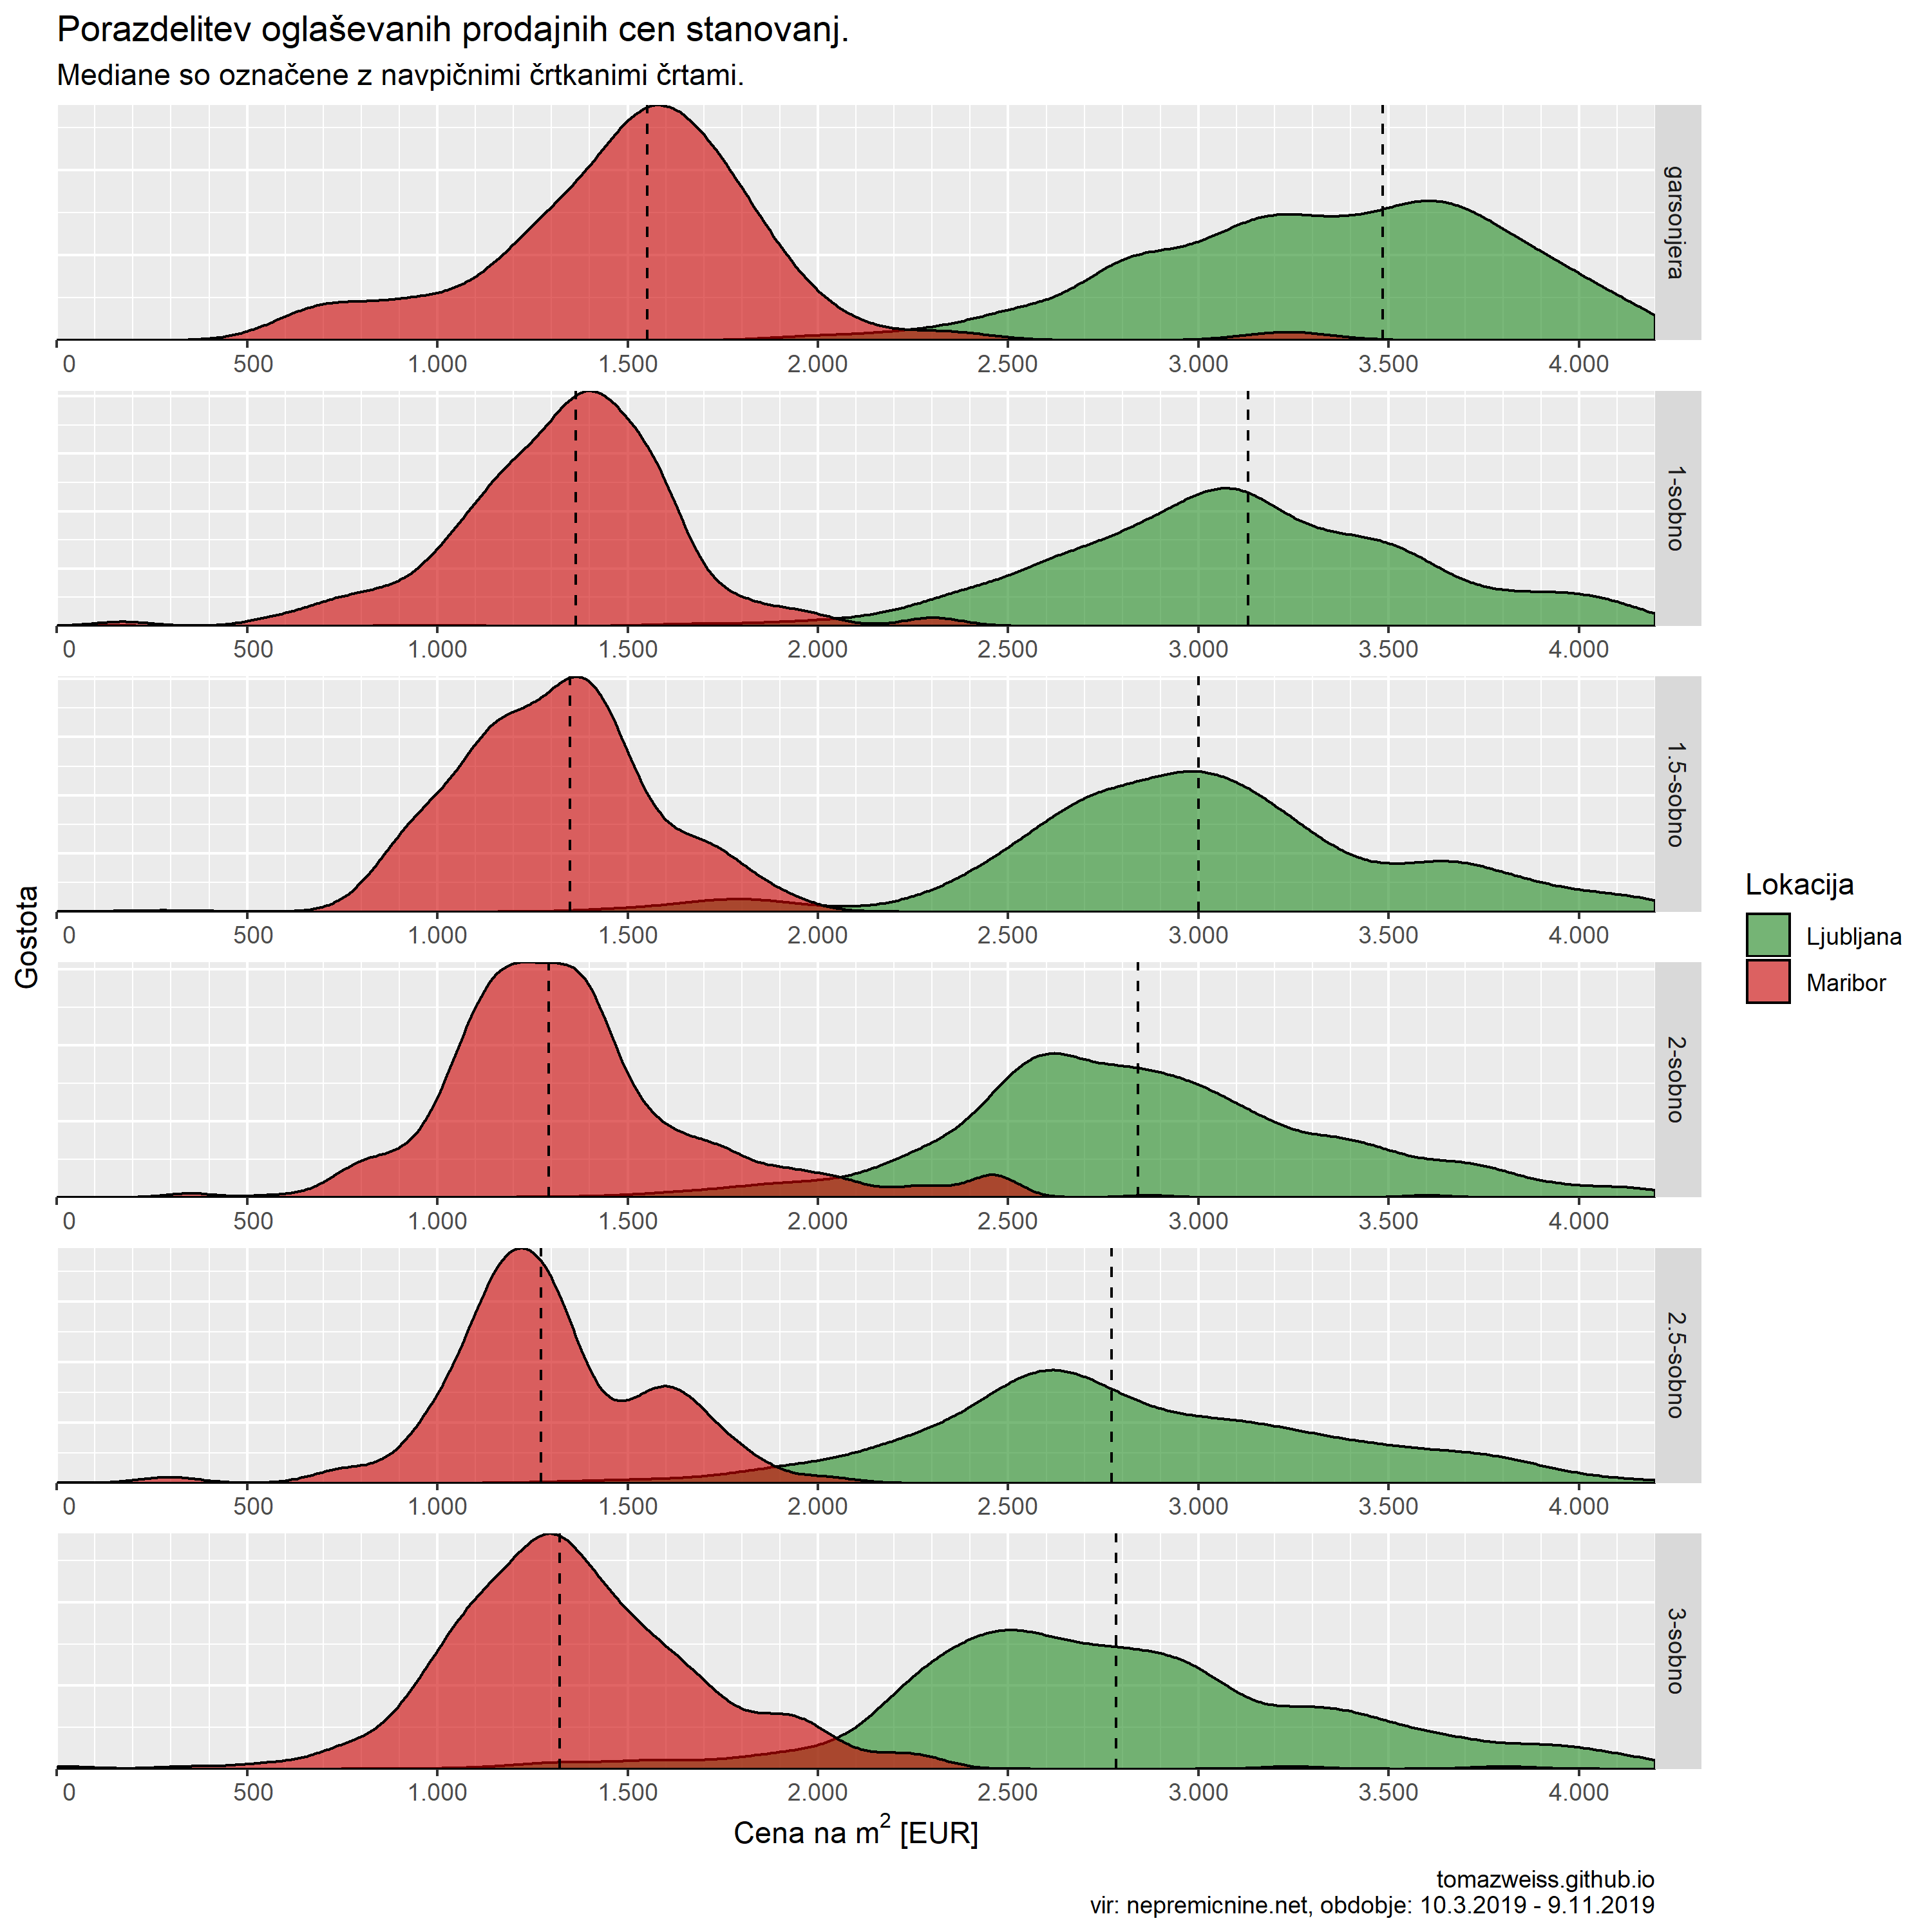 Porazdelitev oglaševanih prodajnih cen stanovanj.
Mediane so označene z navpičnimi črtkanimi črtami.
garsonjera
0 500 1.000 1.500 2.000 2.500 3.000 3.500 4.000
1-sobno
0 500 1.000 1.500 2.000 2.500 3.000 3.500 4.000
1.5-sobno
0 500 1.000 1.500 2.000 2.500 3.000 3.500 4.000
2-sobno
0 500 1.000 1.500 2.000 2.500 3.000 3.500 4.000
2.5-sobno
0 500 1.000 1.500 2.000 2.500 3.000 3.500 4.000
3-sobno
0 500 1.000 1.500 2.000 2.500 3.000 3.500 4.000
Gostota
Cena na m² [EUR]
Lokacija
Ljubljana
Maribor
tomazweiss.github.io
vir: nepremicnine.net, obdobje: 10.3.2019 - 9.11.2019